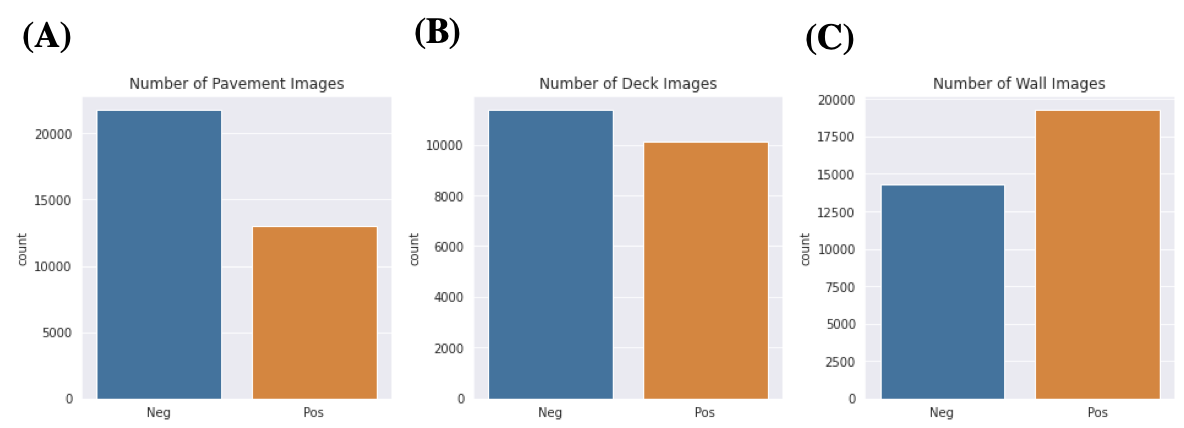 (A)
Number of Pavement Images
20000
15000
10000
5000
0
count
Neg Pos
(B)
Number of Deck Images
10000
8000
6000
4000
2000
0
count
Neg Pos
(C)
Number of Wall Images
20000
17500
15000
12500
10000
7500
5000
2500
0
count
Neg Pos